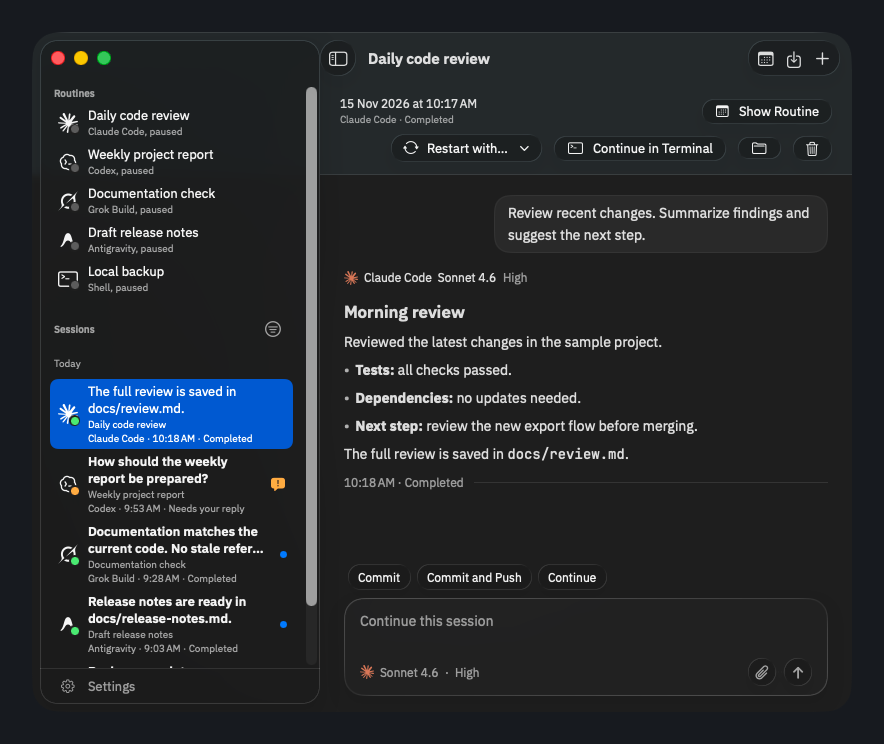 Routines
Daily code review
Claude Code, paused
Weekly project report
Codex, paused
Documentation check
Grok Build, paused
Draft release notes
Antigravity, paused
Local backup
Shell, paused
Sessions
Today
The full review is saved in
docs/review.md.
Daily code review
Claude Code · 10:18 AM · Completed
How should the weekly
report be prepared?
Weekly project report
Codex · 9:53 AM · Needs your reply
Documentation matches the
current code. No stale refer...
Documentation check
Grok Build · 9:28 AM · Completed
Release notes are ready in
docs/release-notes.md.
Draft release notes
Antigravity · 9:03 AM · Completed
Settings
Daily code review
15 Nov 2026 at 10:17 AM
Claude Code · Completed
Show Routine
Restart with...
Continue in Terminal
Review recent changes. Summarize findings and
suggest the next step.
Claude Code Sonnet 4.6 High
Morning review
Reviewed the latest changes in the sample project.
• Tests: all checks passed.
• Dependencies: no updates needed.
• Next step: review the new export flow before merging.
The full review is saved in docs/review.md.
10:18 AM · Completed
Commit
Commit and Push
Continue
Continue this session
Sonnet 4.6 · High